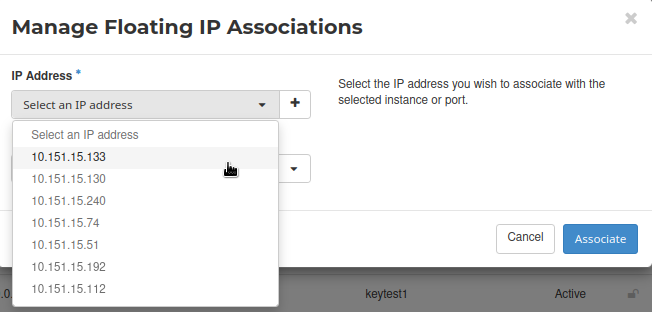 Manage Floating IP Associations
×
IP Address *
Select an IP address
+
Select the IP address you wish to associate with the
selected instance or port.
Select an IP address
10.151.15.133
10.151.15.130
10.151.15.240
10.151.15.74
10.151.15.51
10.151.15.192
10.151.15.112
Cancel
Associate
.0.
keytest1
Active